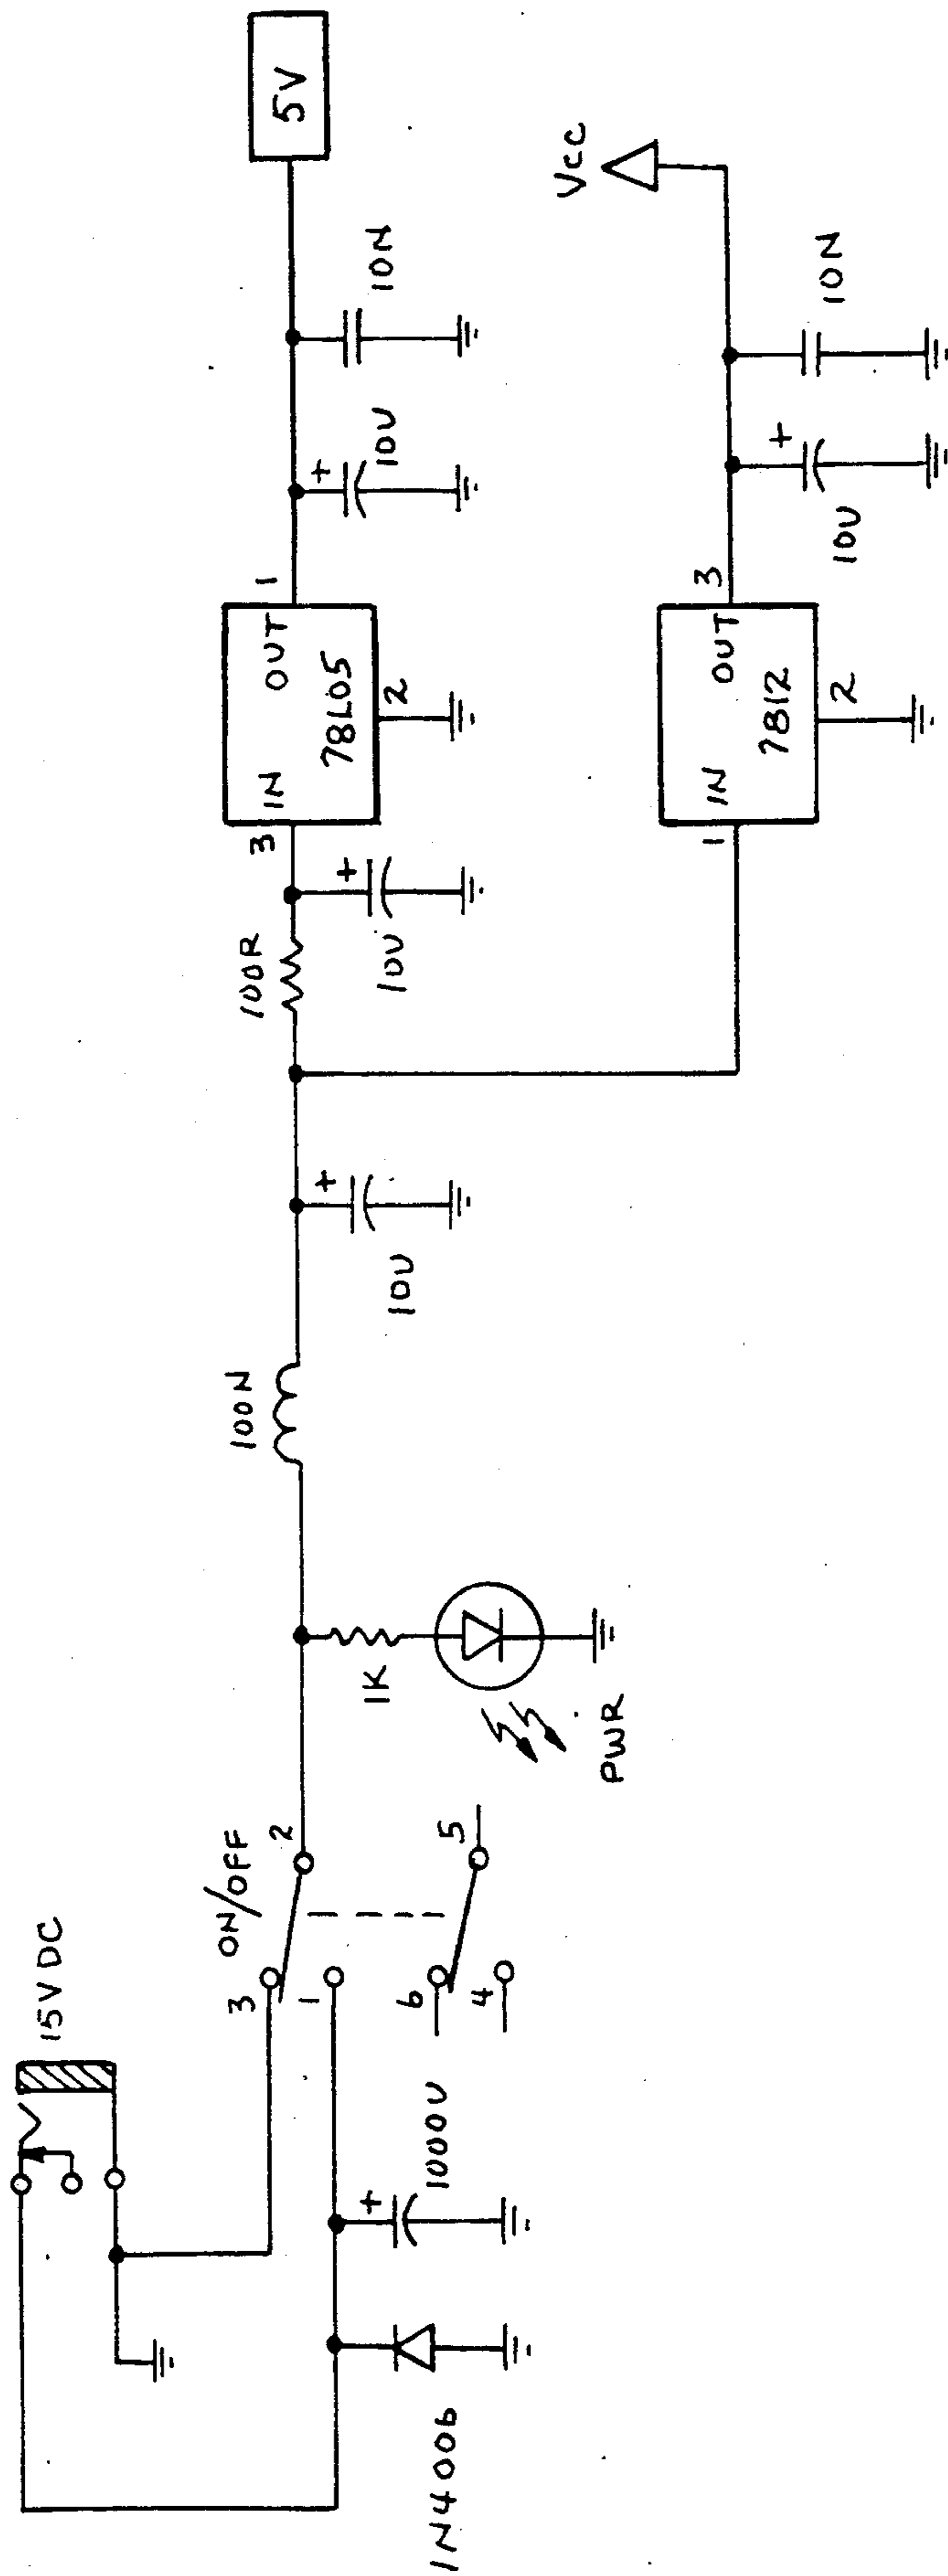 15V DC
ON/OFF
3
2
1
6
5
4
1000U
+
1N4006
1K
PWR
100N
+
10U
100R
+
10U
3
IN
OUT
1
78L05
2
+
10U
10N
5V
1
IN
OUT
3
7812
2
+
10U
10N
Vcc